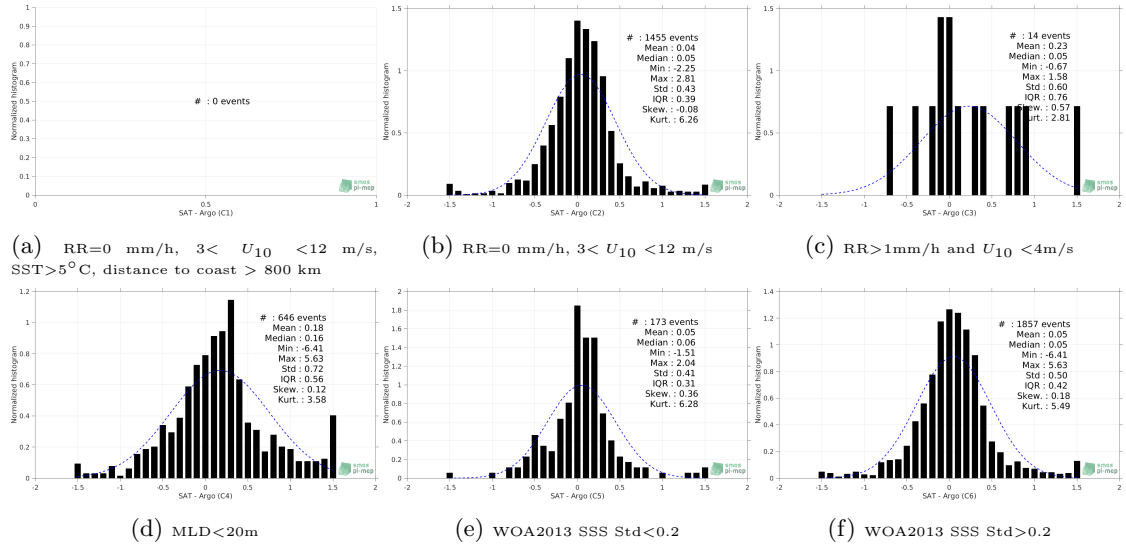 1
0.9
0.8
0.7
0.6
0.5
0.4
0.3
0.2
0.1
0
Normalized histogram
# : 0 events
smos
pi-mep
0 0.5 1
SAT - Argo (C1)
1.5
1
0.5
0
Normalized histogram
# : 1455 events
Mean : 0.04
Median : 0.05
Min : -2.25
Max : 2.81
Std : 0.43
IQR : 0.39
Skew. : -0.08
Kurt. : 6.26
smos
pi-mep
-2 -1.5 -1 -0.5 0 0.5 1 1.5 2
SAT - Argo (C2)
1.5
1
0.5
0
Normalized histogram
# : 14 events
Mean : 0.23
Median : 0.05
Min : -0.67
Max : 1.58
Std : 0.60
IQR : 0.76
Skew. : 0.57
Kurt. : 2.81
smos
pi-mep
-2 -1.5 -1 -0.5 0 0.5 1 1.5 2
SAT - Argo (C3)
(a) RR=0 mm/h, 3< U10 <12 m/s,
SST>5°C, distance to coast > 800 km
(b) RR=0 mm/h, 3< U10 <12 m/s
(c) RR>1mm/h and U10 <4m/s
1.2
1
0.8
0.6
0.4
0.2
0
Normalized histogram
# : 646 events
Mean : 0.18
Median : 0.16
Min : -6.41
Max : 5.63
Std : 0.72
IQR : 0.56
Skew. : 0.12
Kurt. : 3.58
smos
pi-mep
-2 -1.5 -1 -0.5 0 0.5 1 1.5 2
SAT - Argo (C4)
2
1.8
1.6
1.4
1.2
1
0.8
0.6
0.4
0.2
0
Normalized histogram
# : 173 events
Mean : 0.05
Median : 0.06
Min : -1.51
Max : 2.04
Std : 0.41
IQR : 0.31
Skew. : 0.36
Kurt. : 6.28
smos
pi-mep
-2 -1.5 -1 -0.5 0 0.5 1 1.5 2
SAT - Argo (C5)
1.4
1.2
1
0.8
0.6
0.4
0.2
0
Normalized histogram
# : 1857 events
Mean : 0.05
Median : 0.05
Min : -6.41
Max : 5.63
Std : 0.50
IQR : 0.42
Skew. : 0.18
Kurt. : 5.49
smos
pi-mep
-2 -1.5 -1 -0.5 0 0.5 1 1.5 2
SAT - Argo (C6)
(d) MLD<20m
(e) WOA2013 SSS Std<0.2
(f) WOA2013 SSS Std>0.2